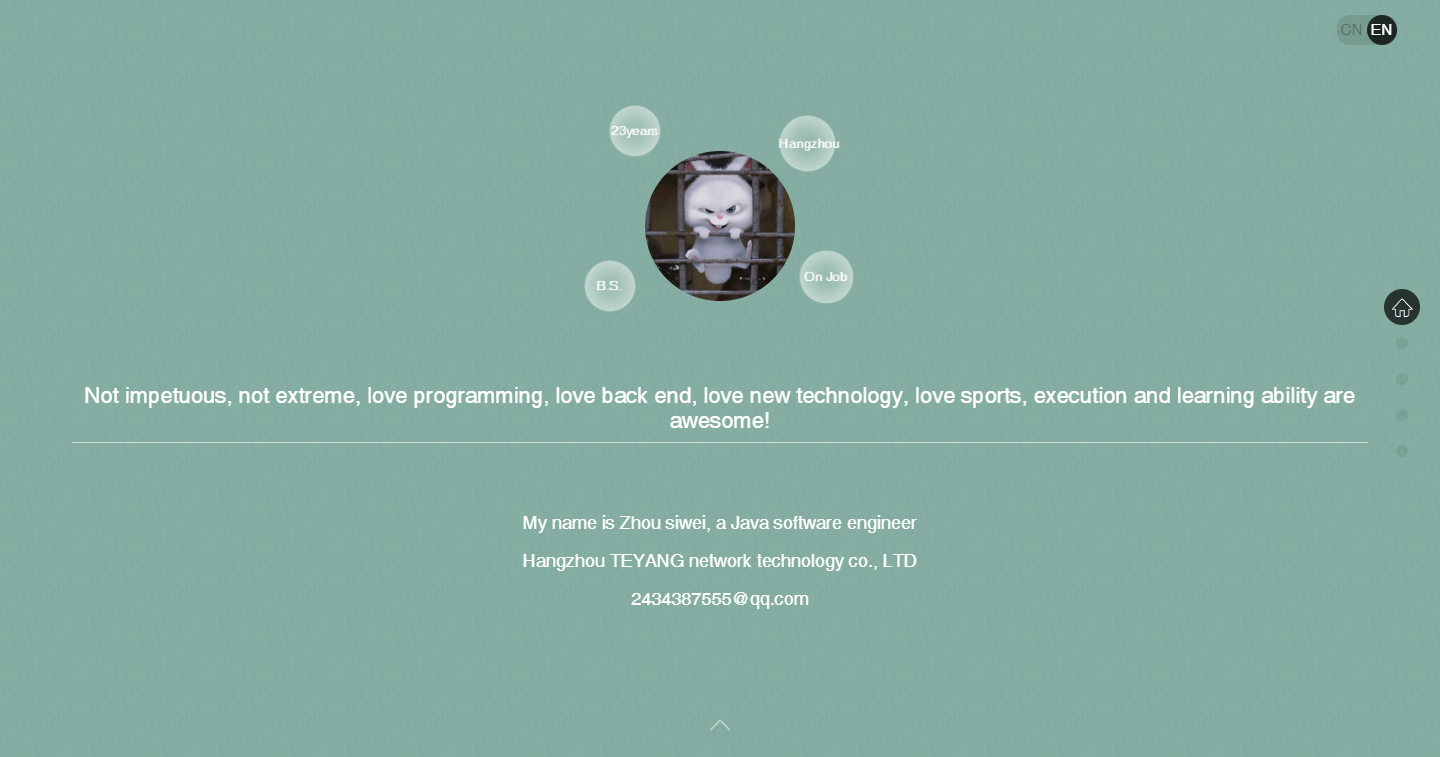 CN EN
23years
Hangzhou
B.S.
On Job
Not impetuous, not extreme, love programming, love back end, love new technology, love sports, execution and learning ability are
awesome!
My name is Zhou siwei, a Java software engineer
Hangzhou TEYANG network technology co., LTD
2434387555@qq.com